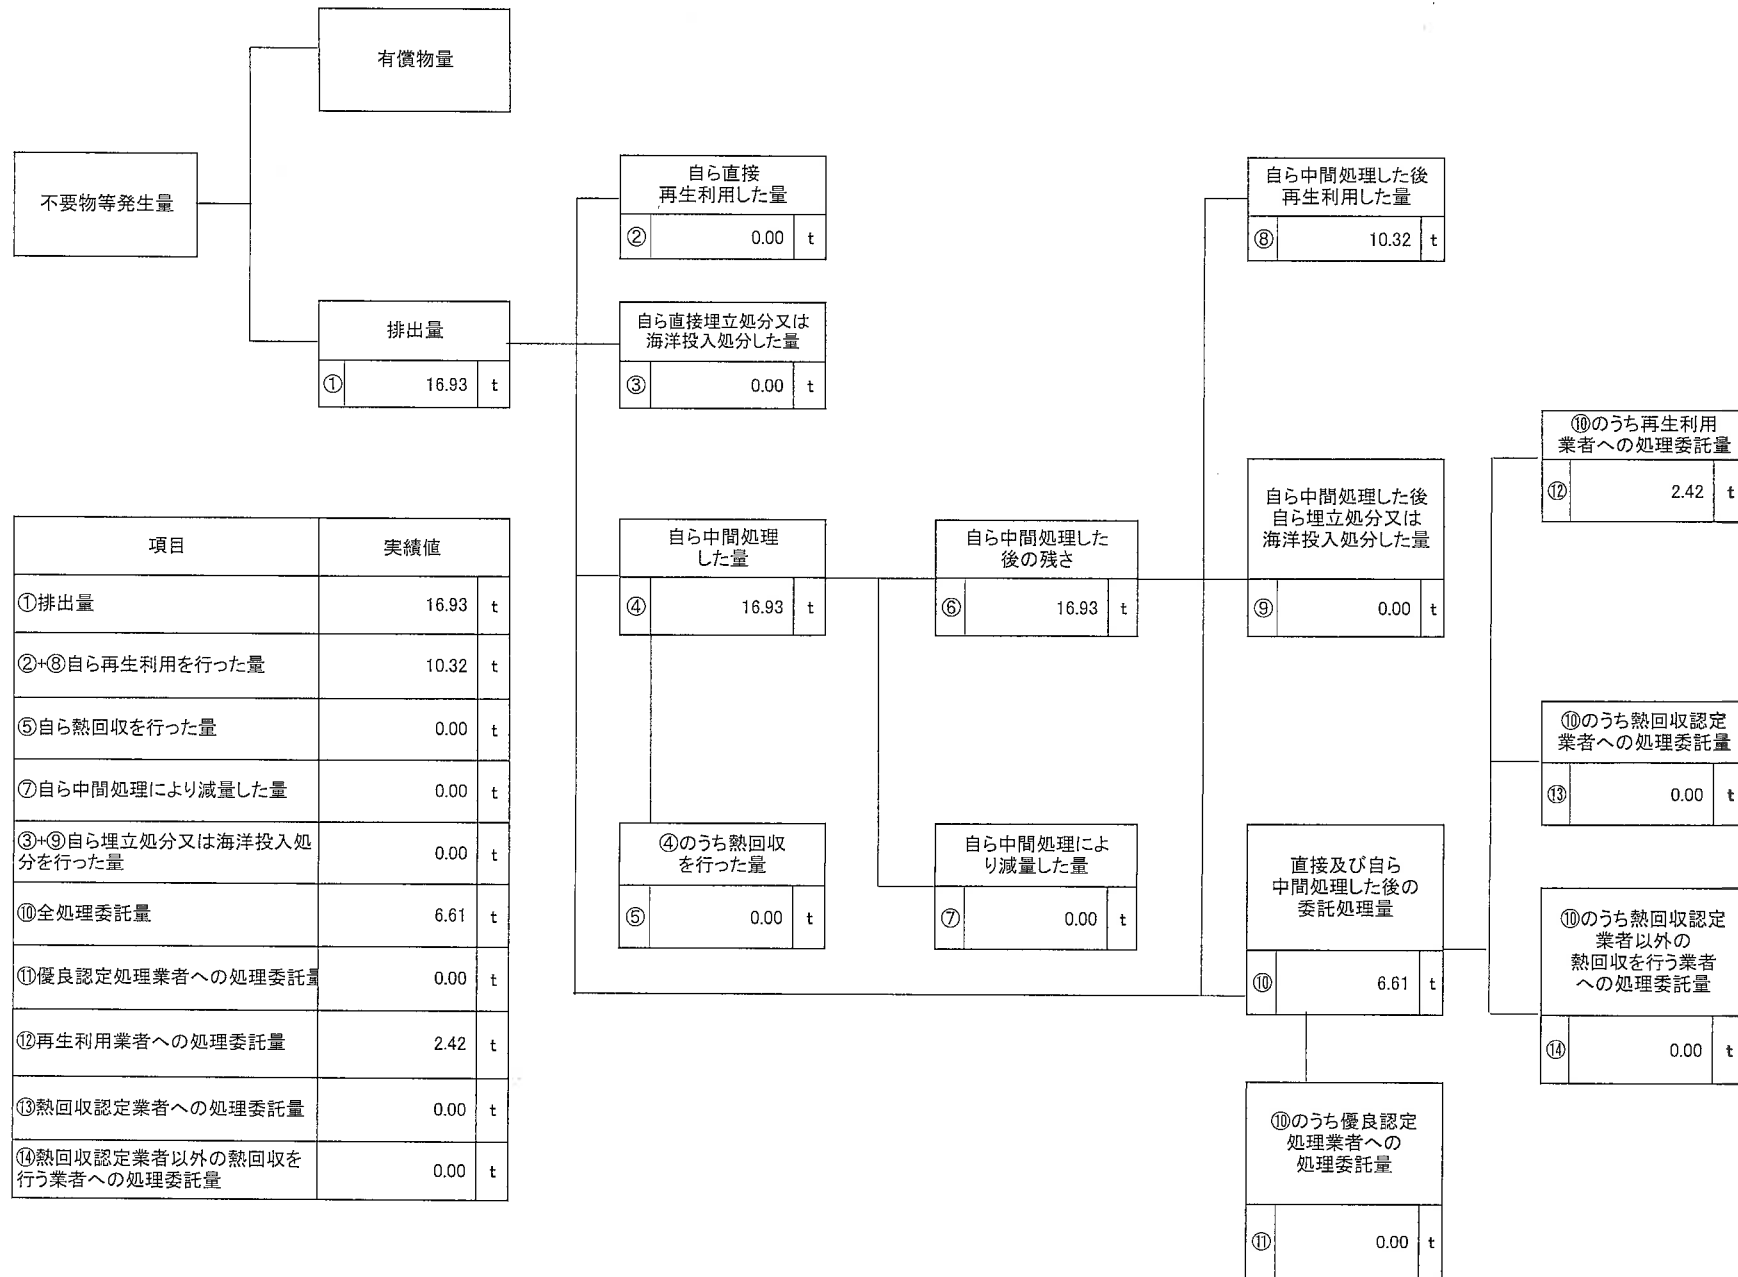 有償物量
不要物等発生量
排出量
① 16.93 t
自ら直接
再生利用した量
② 0.00 t
自ら直接埋立処分又は
海洋投入処分した量
③ 0.00 t
自ら中間処理
した量
④ 16.93 t
④のうち熱回収
を行った量
⑤ 0.00 t
自ら中間処理した
後の残さ
⑥ 16.93 t
自ら中間処理によ
り減量した量
⑦ 0.00 t
自ら中間処理した後
再生利用した量
⑧ 10.32 t
自ら中間処理した後
自ら埋立処分又は
海洋投入処分した量
⑨ 0.00 t
直接及び自ら
中間処理した後の
委託処理量
⑩ 6.61 t
⑩のうち優良認定
処理業者への
処理委託量
⑪ 0.00 t
⑩のうち再生利用
業者への処理委託量
⑫ 2.42 t
⑩のうち熱回収認定
業者への処理委託量
⑬ 0.00 t
⑩のうち熱回収認定
業者以外の
熱回収を行う業者
への処理委託量
⑭ 0.00 t
項目 実績値
①排出量 16.93 t
②+⑧自ら再生利用を行った量 10.32 t
⑤自ら熱回収を行った量 0.00 t
⑦自ら中間処理により減量した量 0.00 t
③+⑨自ら埋立処分又は海洋投入処
分を行った量 0.00 t
⑩全処理委託量 6.61 t
⑪優良認定処理業者への処理委託量 0.00 t
⑫再生利用業者への処理委託量 2.42 t
⑬熱回収認定業者への処理委託量 0.00 t
⑭熱回収認定業者以外の熱回収を
行う業者への処理委託量 0.00 t